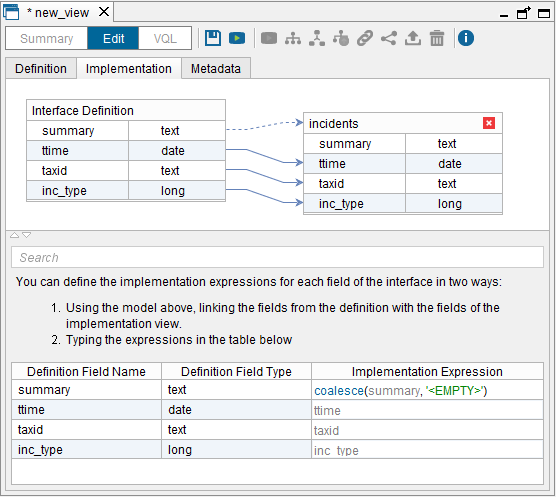 * new_view
Summary Edit VQL
Definition Implementation Metadata
Interface Definition
summary text
ttime date
taxid text
inc_type long
incidents
summary text
ttime date
taxid text
inc_type long
Search
You can define the implementation expressions for each field of the interface in two ways:
1. Using the model above, linking the fields from the definition with the fields of the
implementation view.
2. Typing the expressions in the table below
Definition Field Name Definition Field Type Implementation Expression
summary text coalesce(summary, '<EMPTY>')
ttime date ttime
taxid text taxid
inc_type long inc_type